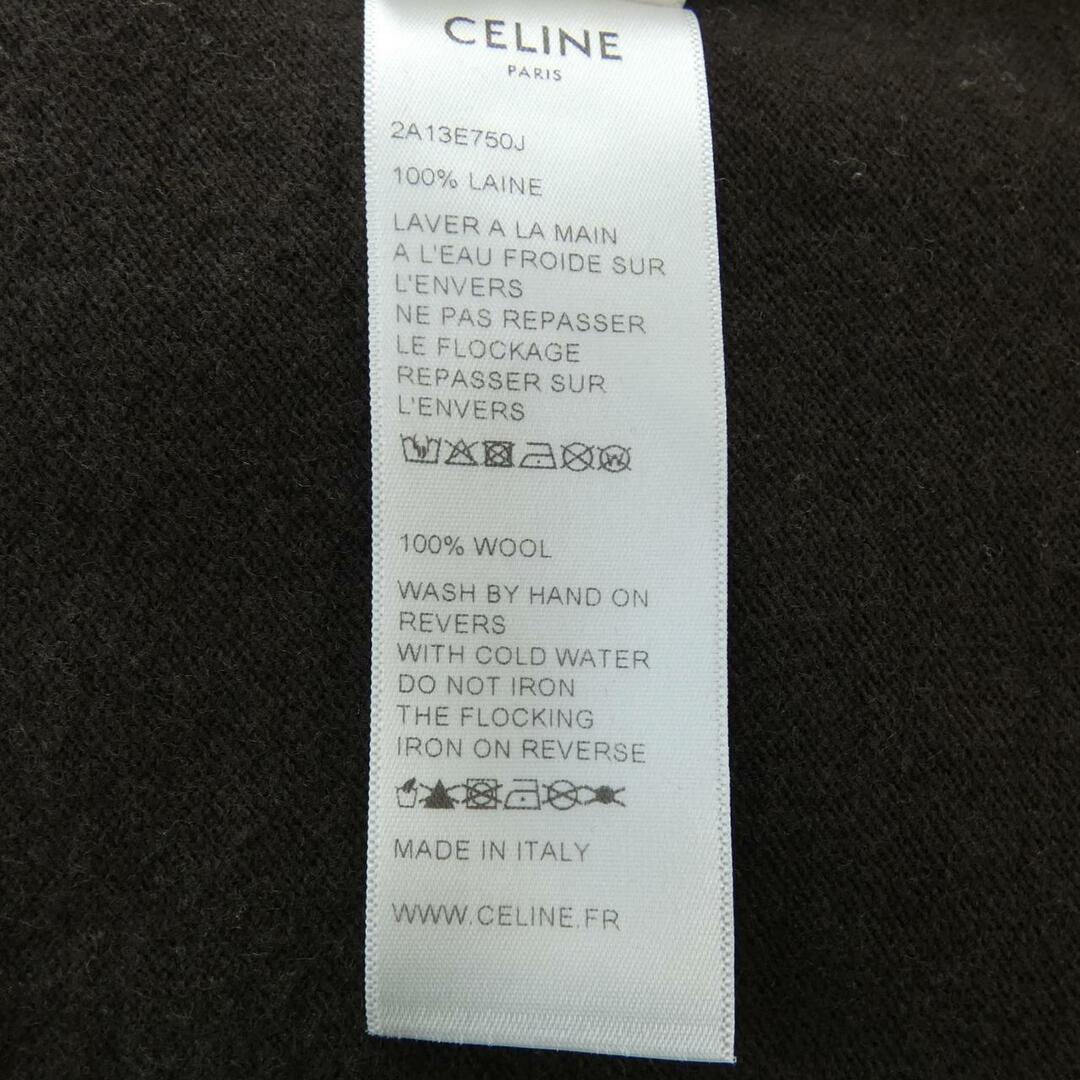 CELINE
PARIS
2A13E750J
100% LAINE
LAVER A LA MAIN
A L'EAU FROIDE SUR
L'ENVERS
NE PAS REPASSER
LE FLOCKAGE
REPASSER SUR
L'ENVERS
100% WOOL
WASH BY HAND ON
REVERS
WITH COLD WATER
DO NOT IRON
THE FLOCKING
IRON ON REVERSE
MADE IN ITALY
WWW.CELINE.FR